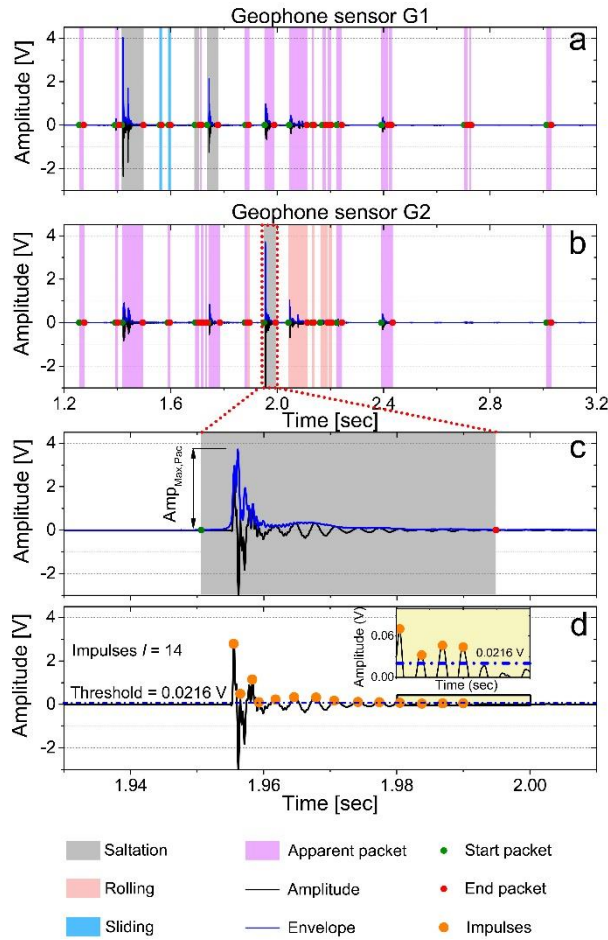 Geophone sensor G1
a
Amplitude [V]
4
2
0
-2
Geophone sensor G2
b
Amplitude [V]
4
2
0
-2
1.2 1.6 2.0 2.4 2.8 3.2
Time [sec]
c
Amplitude [V]
4
2
0
-2
Amp Max,Pac
d
Amplitude [V]
4
2
0
-2
Impulses I = 14
Threshold = 0.0216 V
Amplitude (V)
0.06
0.00
0.0216 V
Time (sec)
1.94 1.96 1.98 2.00
Time [sec]
Saltation Apparent packet Start packet
Rolling Amplitude End packet
Sliding Envelope Impulses